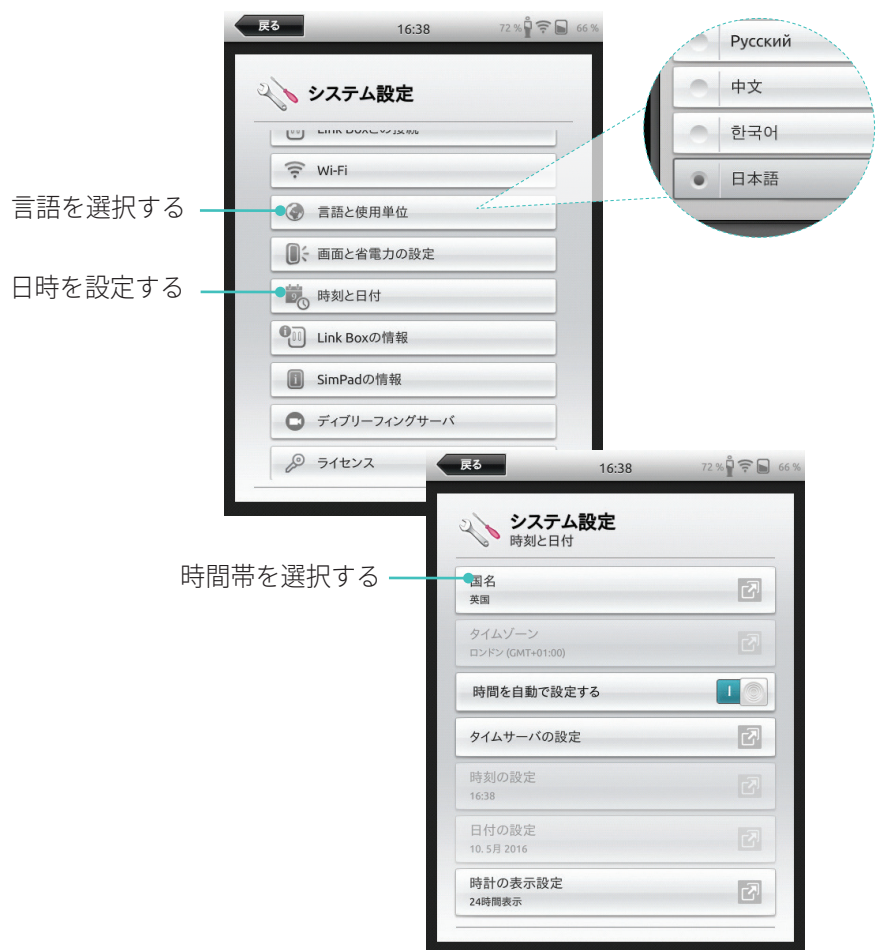 戻る
16:38
72 %
66 %
システム設定
Link Boxとの接続
Wi-Fi
言語と使用単位
画面と省電力の設定
時刻と日付
Link Boxの情報
SimPadの情報
ディブリーフィングサーバ
ライセンス
Русский
中文
한국어
日本語
言語を選択する
日時を設定する
戻る
16:38
72 %
66 %
システム設定
時刻と日付
時間帯を選択する
国名
英国
タイムゾーン
ロンドン (GMT+01:00)
時間を自動で設定する
タイムサーバの設定
時刻の設定
16:38
日付の設定
10. 5月 2016
時計の表示設定
24時間表示